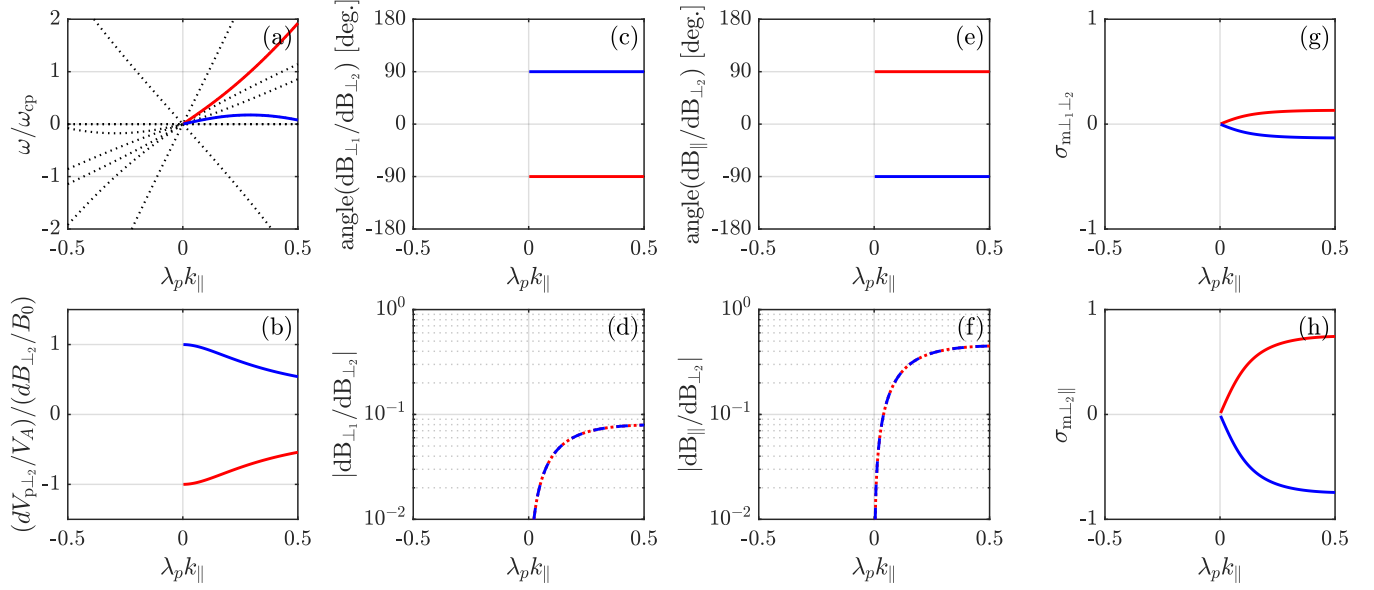 (a)
ω/ω_cp
2
1
0
-1
-2
-0.5
0
0.5
λ_p k_∥
(c)
angle(dB_⊥₁/dB_⊥₂) [deg.]
180
90
0
-90
-180
-0.5
0
0.5
λ_p k_∥
(e)
angle(dB_∥/dB_⊥₂) [deg.]
180
90
0
-90
-180
-0.5
0
0.5
λ_p k_∥
(g)
σ_m⊥₁⊥₂
1
0
-1
-0.5
0
0.5
λ_p k_∥
(b)
(dV_p⊥₂/V_A)/(dB_⊥₂/B_0)
1
0
-1
-0.5
0
0.5
λ_p k_∥
(d)
|dB_⊥₁/dB_⊥₂|
10^0
10^-1
10^-2
-0.5
0
0.5
λ_p k_∥
(f)
|dB_∥/dB_⊥₂|
10^0
10^-1
10^-2
-0.5
0
0.5
λ_p k_∥
(h)
σ_m⊥₂∥
1
0
-1
-0.5
0
0.5
λ_p k_∥